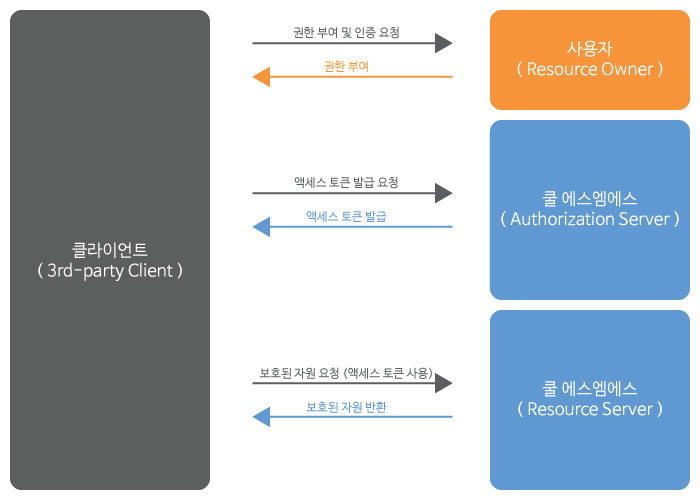 권한 부여 및 인증 요청
권한 부여
사용자
( Resource Owner )
액세스 토큰 발급 요청
액세스 토큰 발급
쿨 에스엠에스
( Authorization Server )
클라이언트
( 3rd-party Client )
보호된 자원 요청 (액세스 토큰 사용)
보호된 자원 반환
쿨 에스엠에스
( Resource Server )